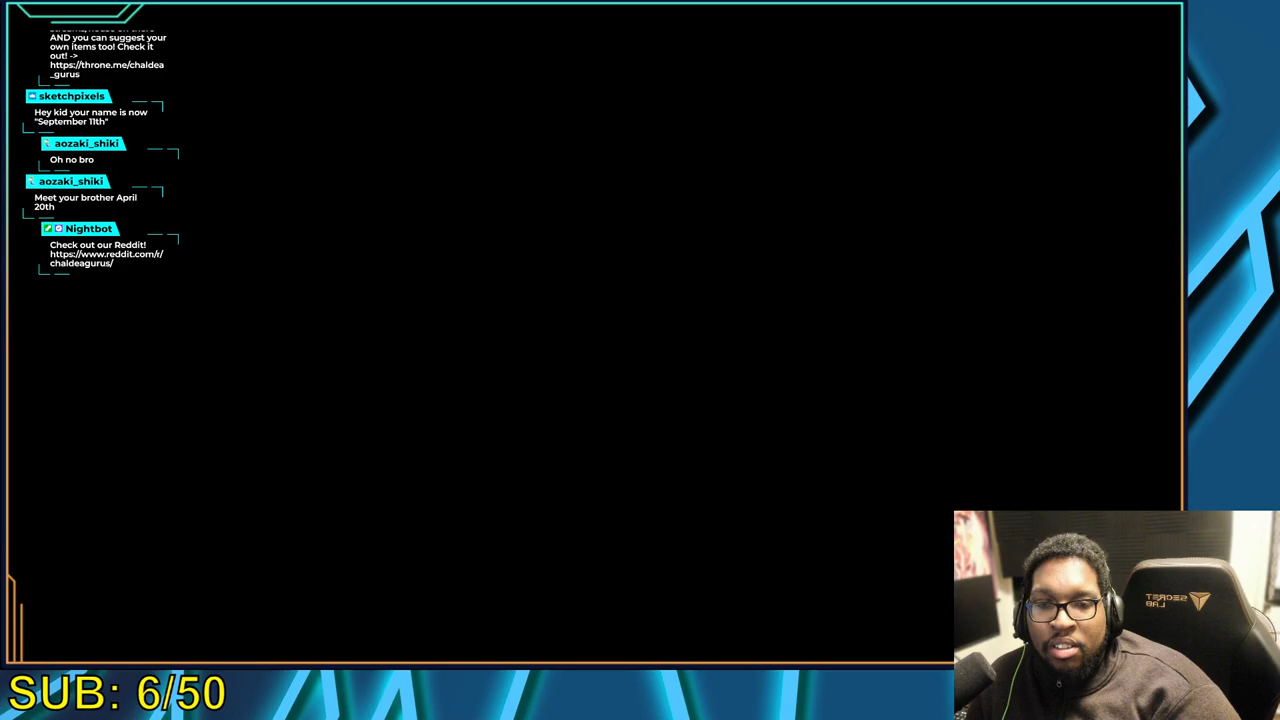 AND you can suggest your
own items too! Check it
out! ->
https://throne.me/chaldea
_gurus
sketchpixels
Hey kid your name is now
"September 11th"
aozaki_shiki
Oh no bro
aozaki_shiki
Meet your brother April
20th
Nightbot
Check out our Reddit!
https://www.reddit.com/r/
chaldeagurus/
SECRET
LAB
SUB: 6/50